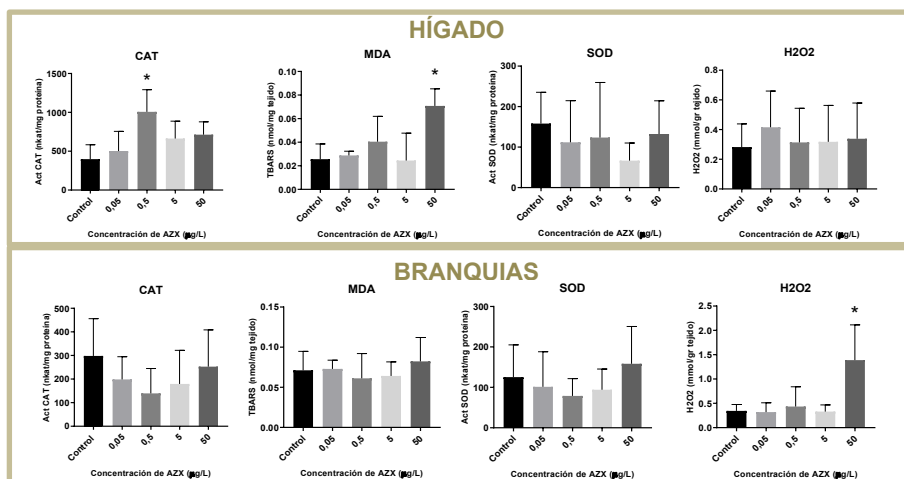 HÍGADO
CAT
Act CAT (nkat/mg proteína)
1500
1000
500
0
*
Control
0,05
0,5
5
50
Concentración de AZX (µg/L)
MDA
TBARS (nmol/mg tejido)
0.10
0.08
0.06
0.04
0.02
0.00
*
Control
0,05
0,5
5
50
Concentración de AZX (µg/L)
SOD
Act SOD (nkat/mg proteína)
300
200
100
0
Control
0,05
0,5
5
50
Concentración de AZX (µg/L)
H2O2
H2O2 (mmol/gr tejido)
0.8
0.6
0.4
0.2
0.0
Control
0,05
0,5
5
50
Concentración de AZX (µg/L)
BRANQUIAS
CAT
Act CAT (nkat/mg proteína)
500
400
300
200
100
0
Control
0,05
0,5
5
50
Concentración de AZX (µg/L)
MDA
TBARS (nmol/mg tejido)
0.15
0.10
0.05
0.00
Control
0,05
0,5
5
50
Concentración de AZX (µg/L)
SOD
Act SOD (nkat/mg proteína)
300
200
100
0
Control
0,05
0,5
5
50
Concentración de AZX (µg/L)
H2O2
H2O2 (mmol/gr tejido)
2.5
2.0
1.5
1.0
0.5
0.0
*
Control
0,05
0,5
5
50
Concentración de AZX (µg/L)